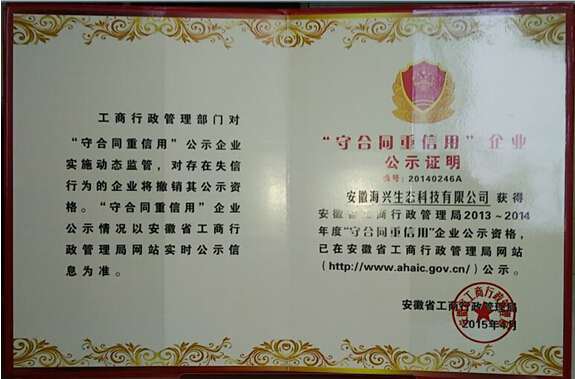 工商行政管理部门对
“守合同重信用”公示企业
实施动态监管，对存在失信
行为的企业将撤销其公示资
格。“守合同重信用”企业
公示情况以安徽省工商行
政管理局网站实时公示信
息为准。
“守合同重信用”企业
公示证明
编号：20140246A
安徽海兴生态科技有限公司 获得
安徽省工商行政管理局2013～2014
年度“守合同重信用”企业公示资格，
已在安徽省工商行政管理局网站
（http://www.ahaic.gov.cn/）公示。
安徽省工商行政管理局
2015年4月